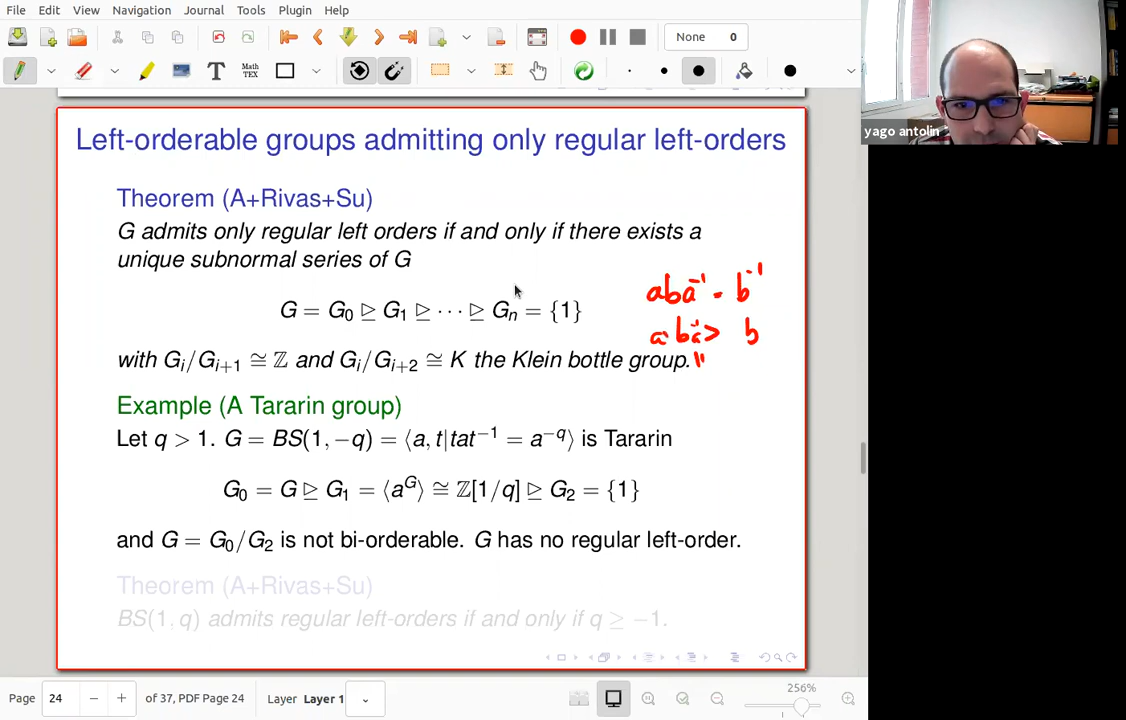 File Edit View Navigate Journal Tools Plugin Help
None 0
T MATH TEX
yago antolin
Left-orderable groups admitting only regular left-orders
Theorem (A+Rivas+Su)
G admits only regular left orders if and only if there exists a
unique subnormal series of G
G = G₀ ⊵ G₁ ⊵ ⋯ ⊵ Gₙ = {1}
aba⁻¹ = b⁻¹
aba⁻¹ > b
with Gᵢ/Gᵢ₊₁ ≅ ℤ and Gᵢ/Gᵢ₊₂ ≅ K the Klein bottle group.
Example (A Tararin group)
Let q > 1. G = BS(1, −q) = ⟨a, t|tat⁻¹ = a^{−q}⟩ is Tararin
G₀ = G ⊵ G₁ = ⟨a^G⟩ ≅ ℤ[1/q] ⊵ G₂ = {1}
and G = G₀/G₂ is not bi-orderable. G has no regular left-order.
Theorem (A+Rivas+Su)
BS(1, q) admits regular left-orders if and only if q ≥ −1.
Page 24 − + of 37, PDF Page 24 Layer Layer 1 256%